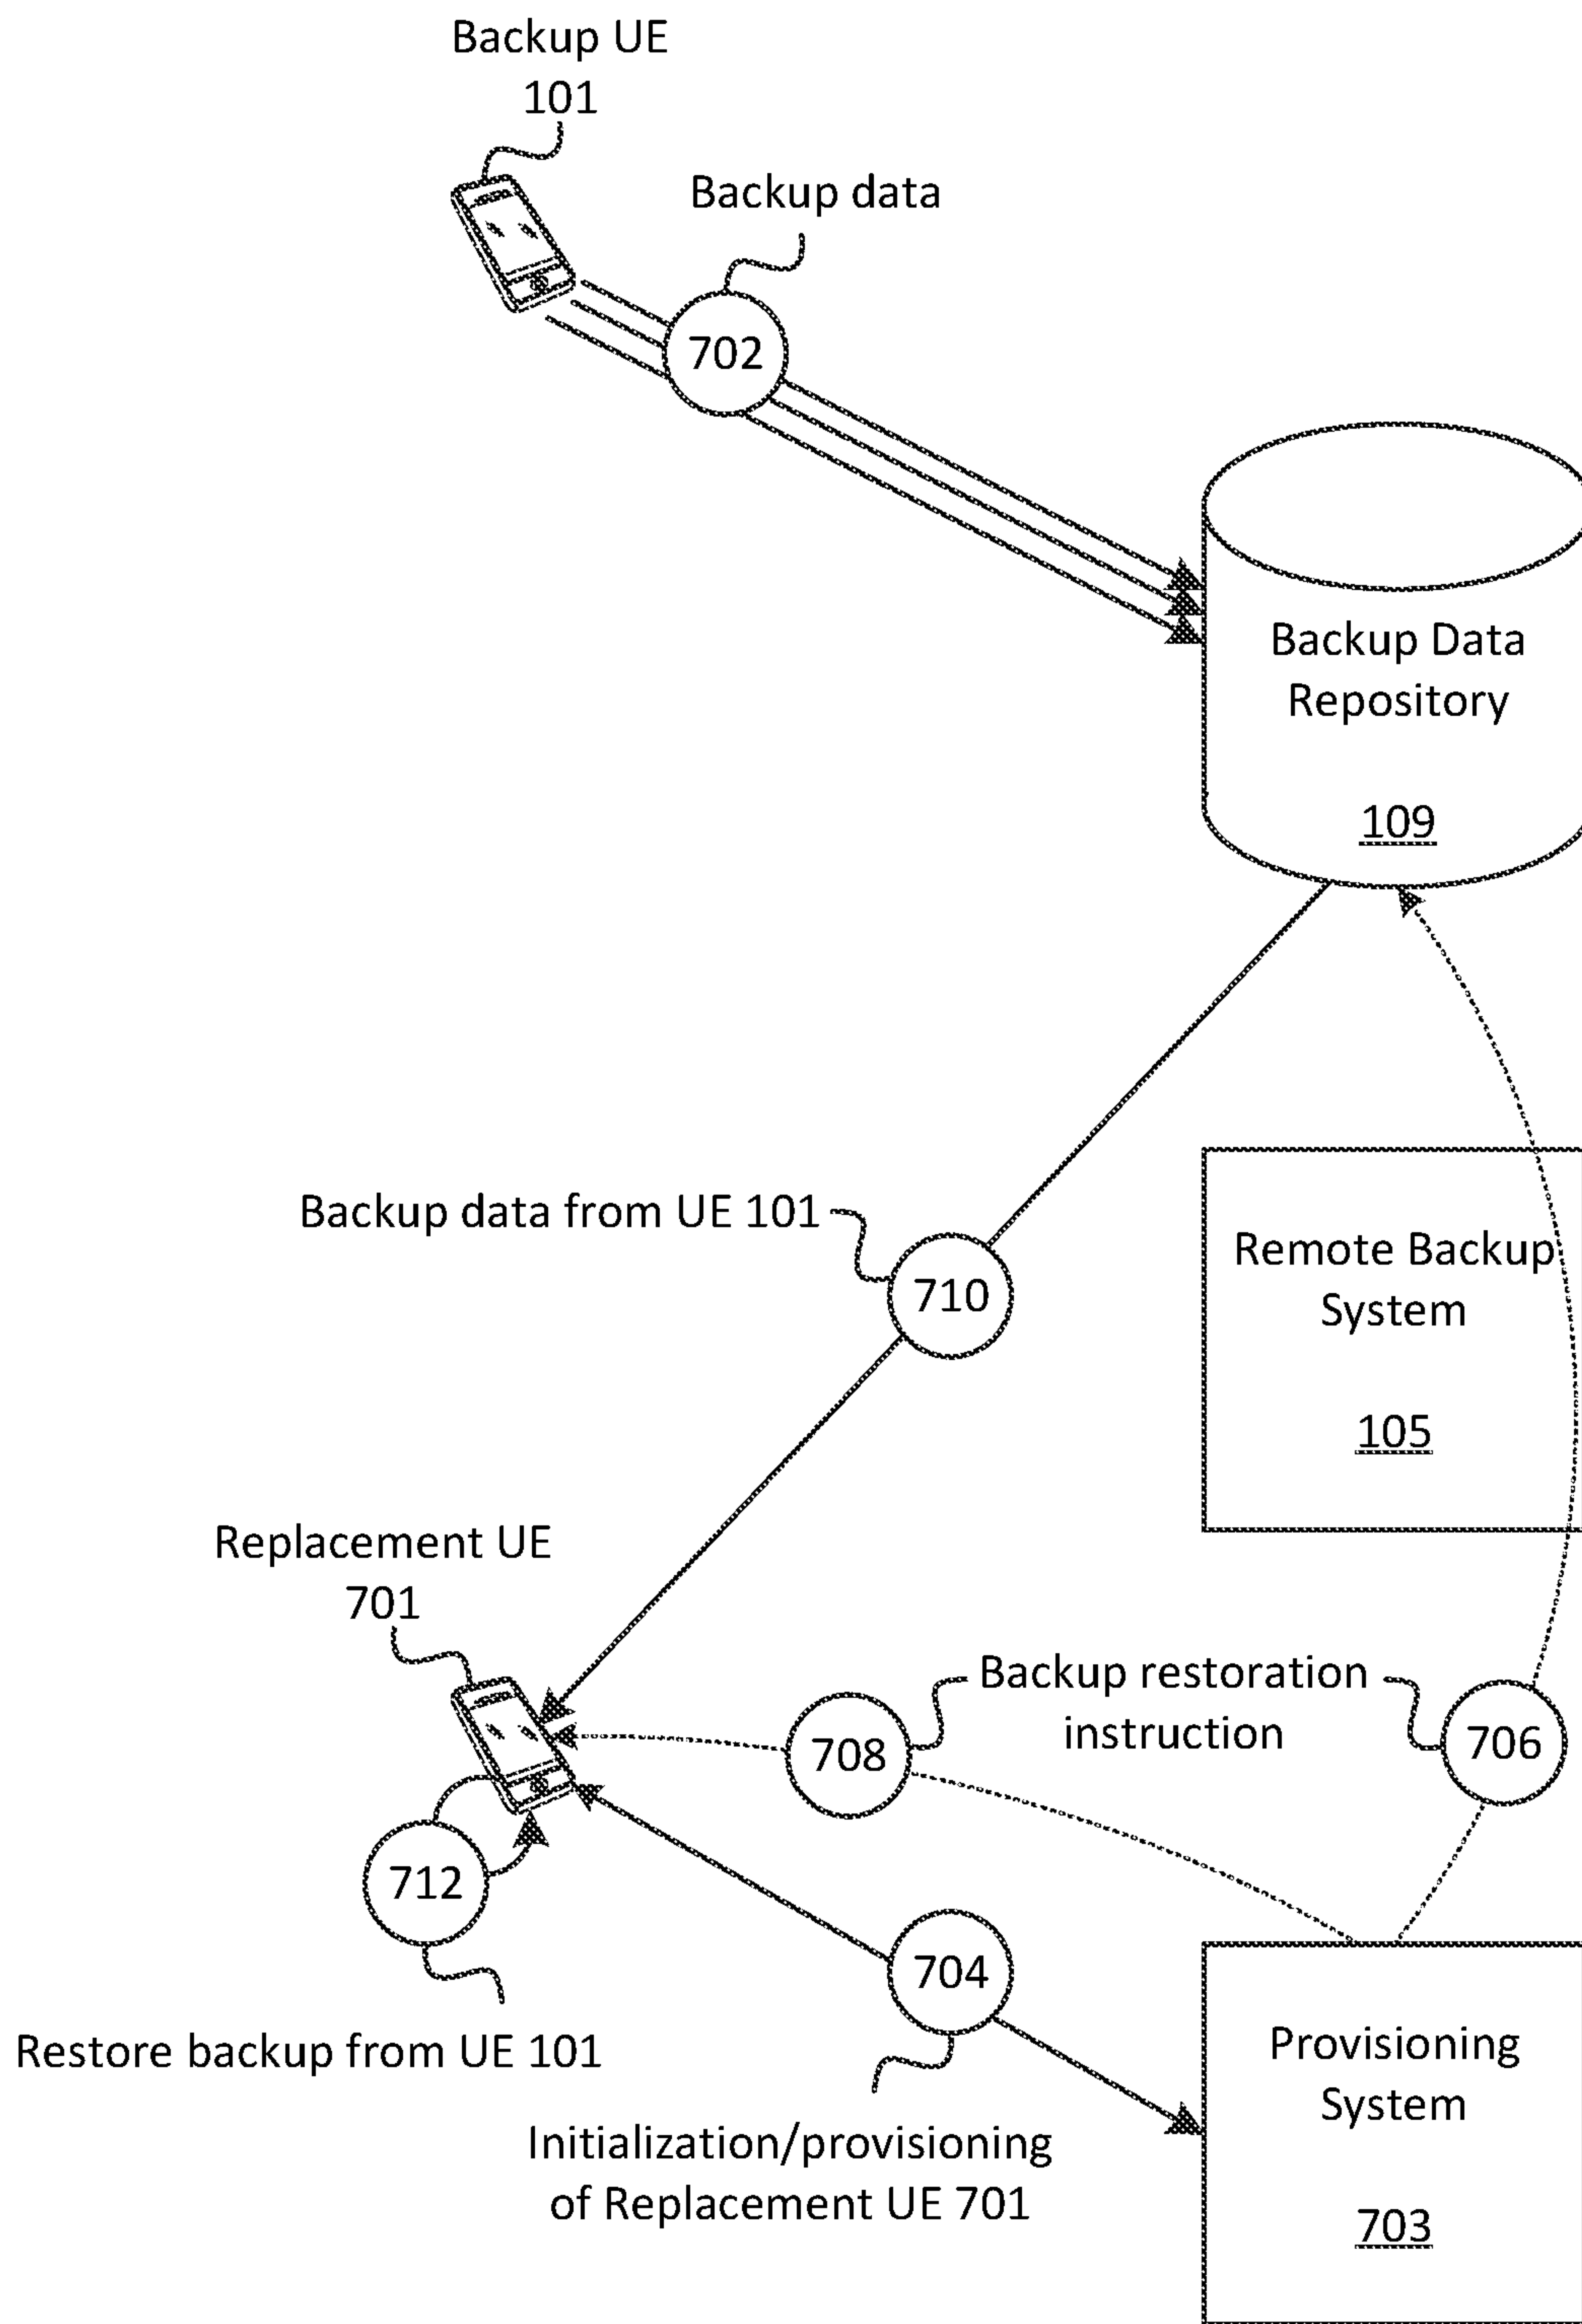 Backup UE
101
Backup data
702
Backup Data
Repository
109
Backup data from UE 101
710
Remote Backup
System
105
Replacement UE
701
Backup restoration
instruction
706
708
712
704
Restore backup from UE 101
Provisioning
System
703
Initialization/provisioning
of Replacement UE 701